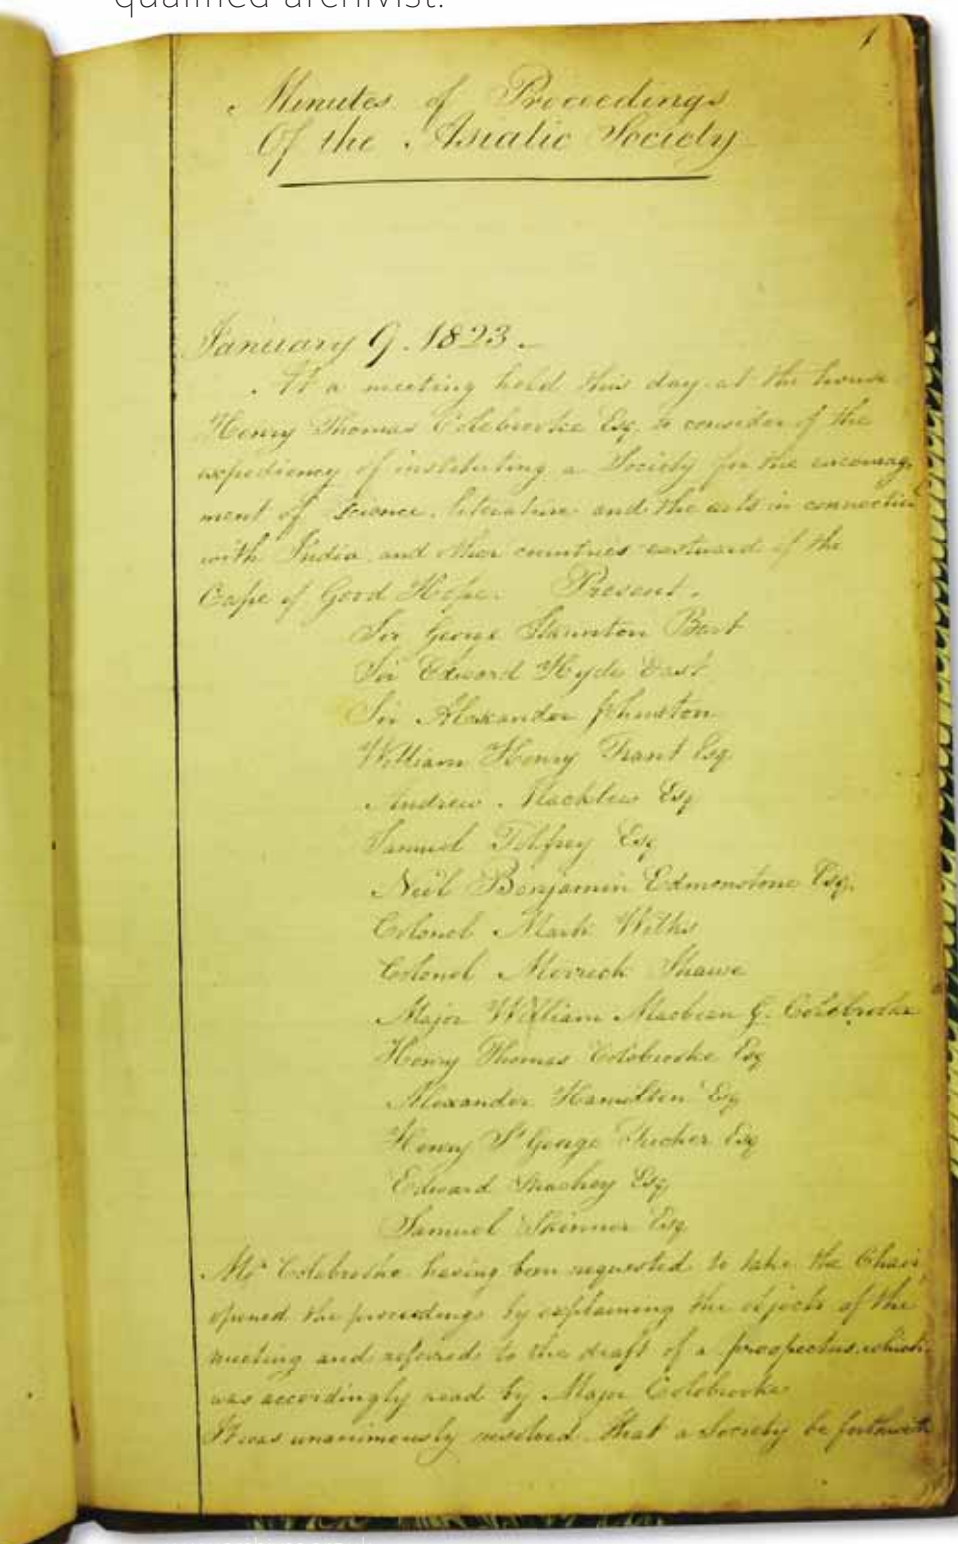 qualified archivist.
1
Minutes of Proceedings
Of the Asiatic Society
January 9. 1823.
At a meeting held this day at the house
Henry Thomas Colebrooke Esq. to consider of the
expediency of instituting a Society for the encourag
ment of science, literature and the arts in connection
with India and other countries eastward of the
Cape of Good Hope. Present.
Sir George Staunton Bart
Sir Edward Hyde East
Sir Alexander Johnston
William Henry Trant Esq
Andrew Macklew Esq
Samuel Tolfrey Esq
Neil Benjamin Edmonstone Esq.
Colonel Mark Wilks
Colonel Merrick Shawe
Major William Macbean G. Colebrooke
Henry Thomas Colebrooke Esq
Alexander Hamilton Esq
Henry St George Tucker Esq
Edward Strachey Esq
Samuel Skinner Esq
Mr Colebrooke having been requested to take the Chair
opened the proceedings by explaining the objects of the
meeting and referred to the draft of a prospectus which
was accordingly read by Major Colebrooke
It was unanimously resolved that a Society be forthwith